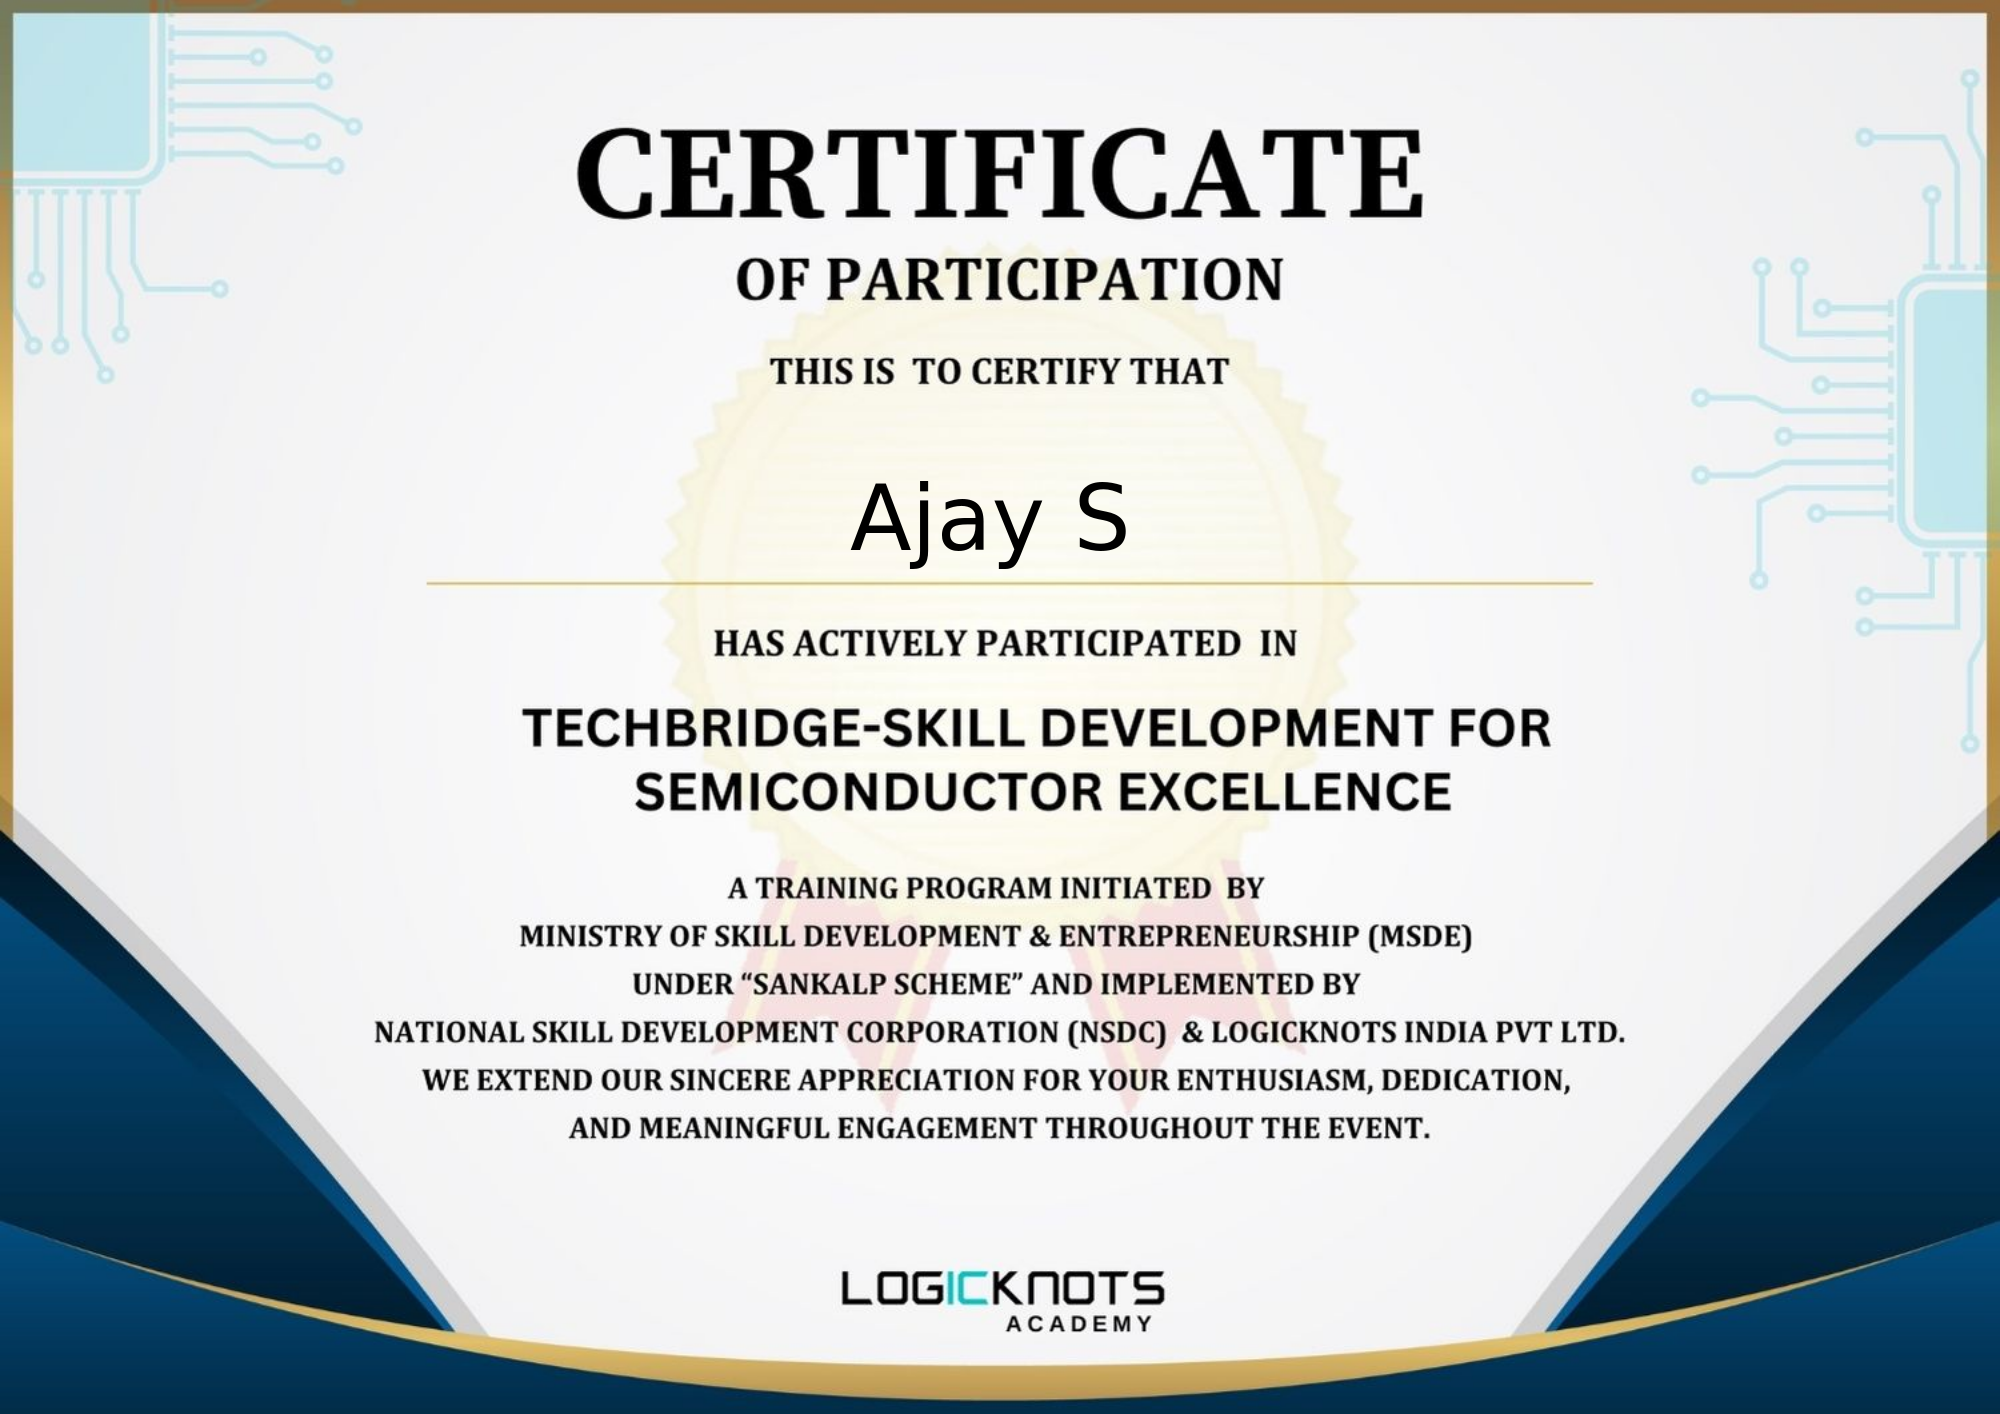 CERTIFICATE
OF PARTICIPATION
THIS IS TO CERTIFY THAT
Ajay S
HAS ACTIVELY PARTICIPATED IN
TECHBRIDGE-SKILL DEVELOPMENT FOR
SEMICONDUCTOR EXCELLENCE
A TRAINING PROGRAM INITIATED BY
MINISTRY OF SKILL DEVELOPMENT & ENTREPRENEURSHIP (MSDE)
UNDER “SANKALP SCHEME” AND IMPLEMENTED BY
NATIONAL SKILL DEVELOPMENT CORPORATION (NSDC) & LOGICKNOTS INDIA PVT LTD.
WE EXTEND OUR SINCERE APPRECIATION FOR YOUR ENTHUSIASM, DEDICATION,
AND MEANINGFUL ENGAGEMENT THROUGHOUT THE EVENT.
LOGICKNOTS
ACADEMY